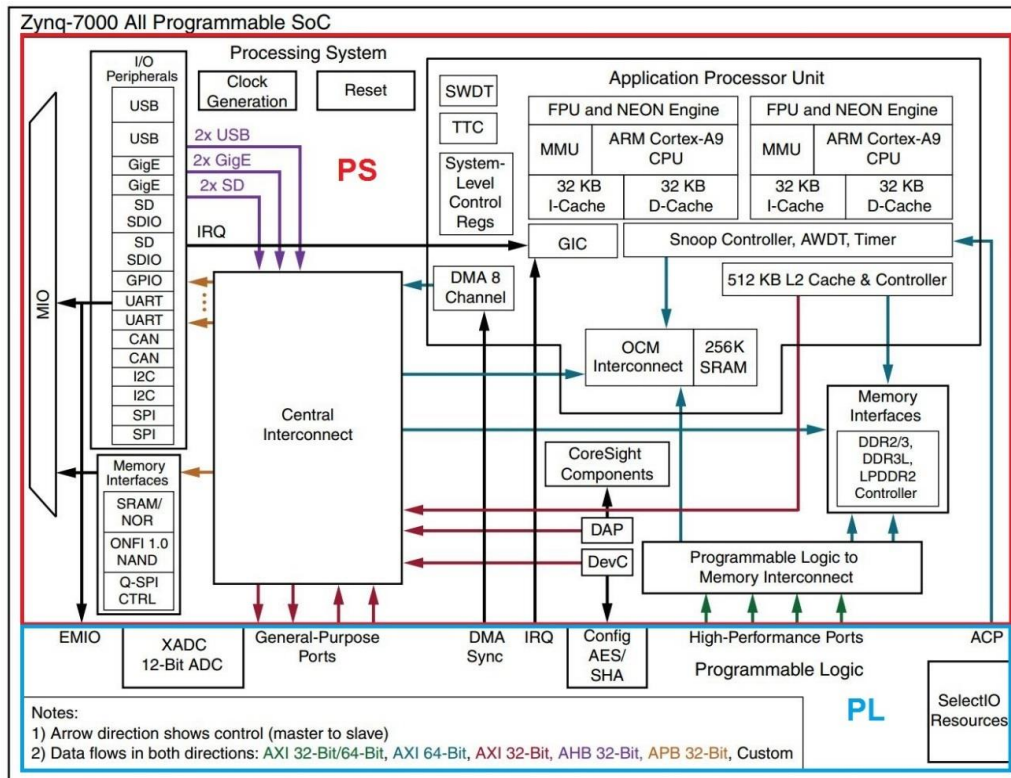 Zynq-7000 All Programmable SoC
Processing System
I/O
Peripherals
USB
USB
GigE
GigE
SD
SDIO
SD
SDIO
GPIO
UART
UART
CAN
CAN
I2C
I2C
SPI
SPI
MIO
Clock
Generation
Reset
2x USB
2x GigE
2x SD
PS
IRQ
SWDT
TTC
System-
Level
Control
Regs
Application Processor Unit
FPU and NEON Engine
MMU
ARM Cortex-A9
CPU
32 KB
I-Cache
32 KB
D-Cache
FPU and NEON Engine
MMU
ARM Cortex-A9
CPU
32 KB
I-Cache
32 KB
D-Cache
GIC
Snoop Controller, AWDT, Timer
DMA 8
Channel
512 KB L2 Cache & Controller
OCM
Interconnect
256K
SRAM
Central
Interconnect
Memory
Interfaces
DDR2/3,
DDR3L,
LPDDR2
Controller
CoreSight
Components
DAP
DevC
Programmable Logic to
Memory Interconnect
Memory
Interfaces
SRAM/
NOR
ONFI 1.0
NAND
Q-SPI
CTRL
EMIO
XADC
12-Bit ADC
General-Purpose
Ports
DMA
Sync
IRQ
Config
AES/
SHA
High-Performance Ports
ACP
Programmable Logic
PL
SelectIO
Resources
Notes:
1) Arrow direction shows control (master to slave)
2) Data flows in both directions: AXI 32-Bit/64-Bit, AXI 64-Bit, AXI 32-Bit, AHB 32-Bit, APB 32-Bit, Custom